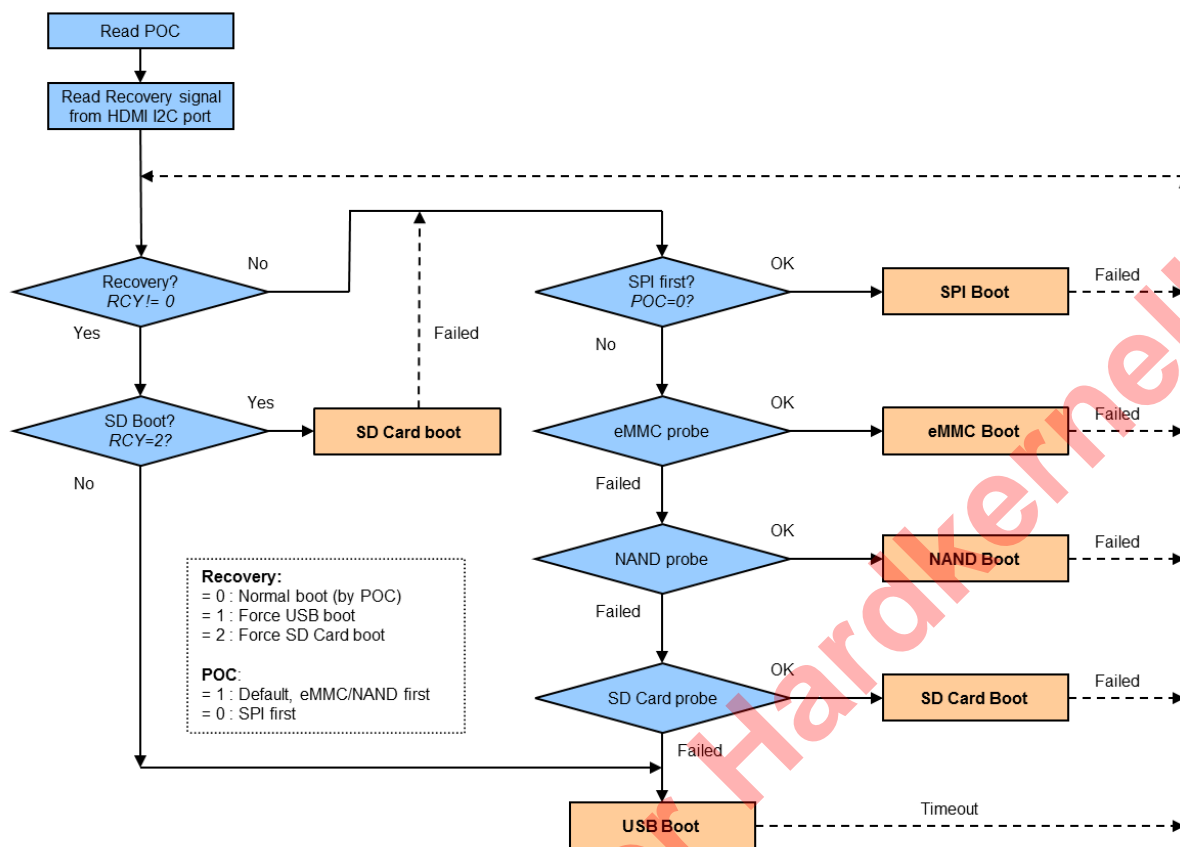 Read POC
Read Recovery signal
from HDMI I2C port
Recovery?
RCY!= 0
No
Yes
SD Boot?
RCY=2?
Yes
No
SD Card boot
Failed
SPI first?
POC=0?
OK
SPI Boot
Failed
No
eMMC probe
OK
eMMC Boot
Failed
Failed
NAND probe
OK
NAND Boot
Failed
Failed
SD Card probe
OK
SD Card Boot
Failed
Failed
USB Boot
Timeout
Recovery:
= 0 : Normal boot (by POC)
= 1 : Force USB boot
= 2 : Force SD Card boot
POC:
= 1 : Default, eMMC/NAND first
= 0 : SPI first
Hardkernel